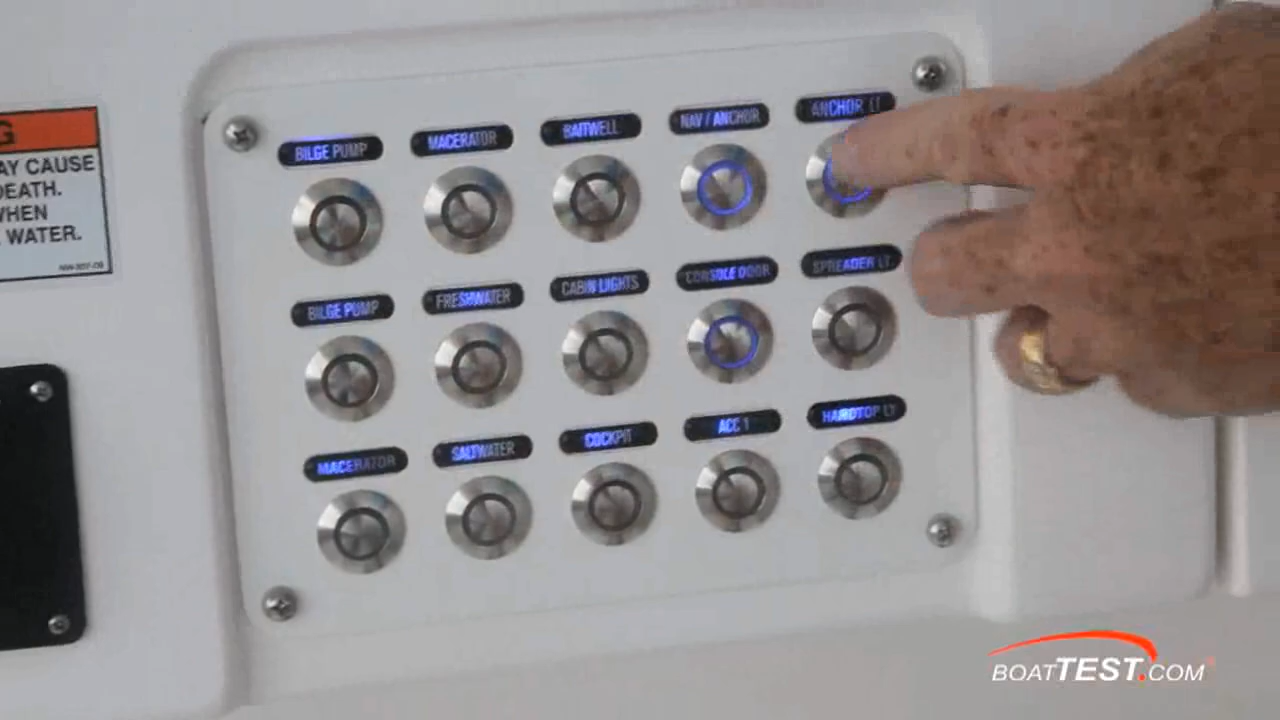 G
AY CAUSE
DEATH.
WHEN
WATER.
BILGE PUMP
MACERATOR
BAITWELL
NAV / ANCHOR
ANCHOR LT
BILGE PUMP
FRESHWATER
CABIN LIGHTS
CONSOLE DOOR
SPREADER LT
MACERATOR
SALTWATER
COCKPIT
ACC 1
HARDTOP LT
BOATTEST.COM